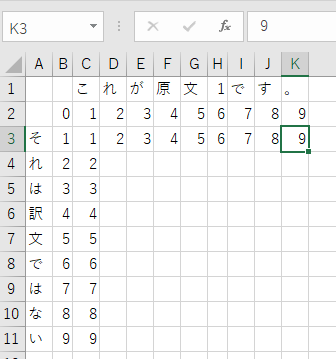 K3 fx 9
A B C D E F G H I J K
1 こ れ が 原 文 1 で す 。
2 0 1 2 3 4 5 6 7 8 9
3 そ 1 1 2 3 4 5 6 7 8 9
4 れ 2 2
5 は 3 3
6 訳 4 4
7 文 5 5
8 で 6 6
9 は 7 7
10 な 8 8
11 い 9 9